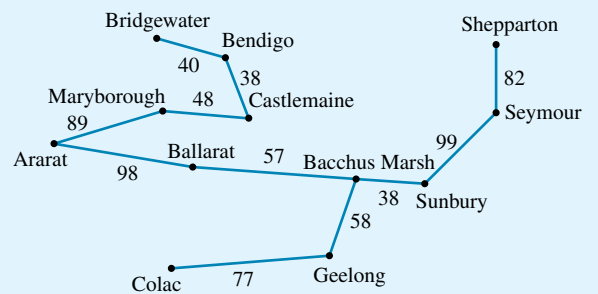 Bridgewater
Shepparton
Bendigo
40
38
82
Maryborough
48
Castlemaine
Seymour
89
99
Ararat
Ballarat
57
Bacchus Marsh
98
38
Sunbury
58
Colac
77
Geelong